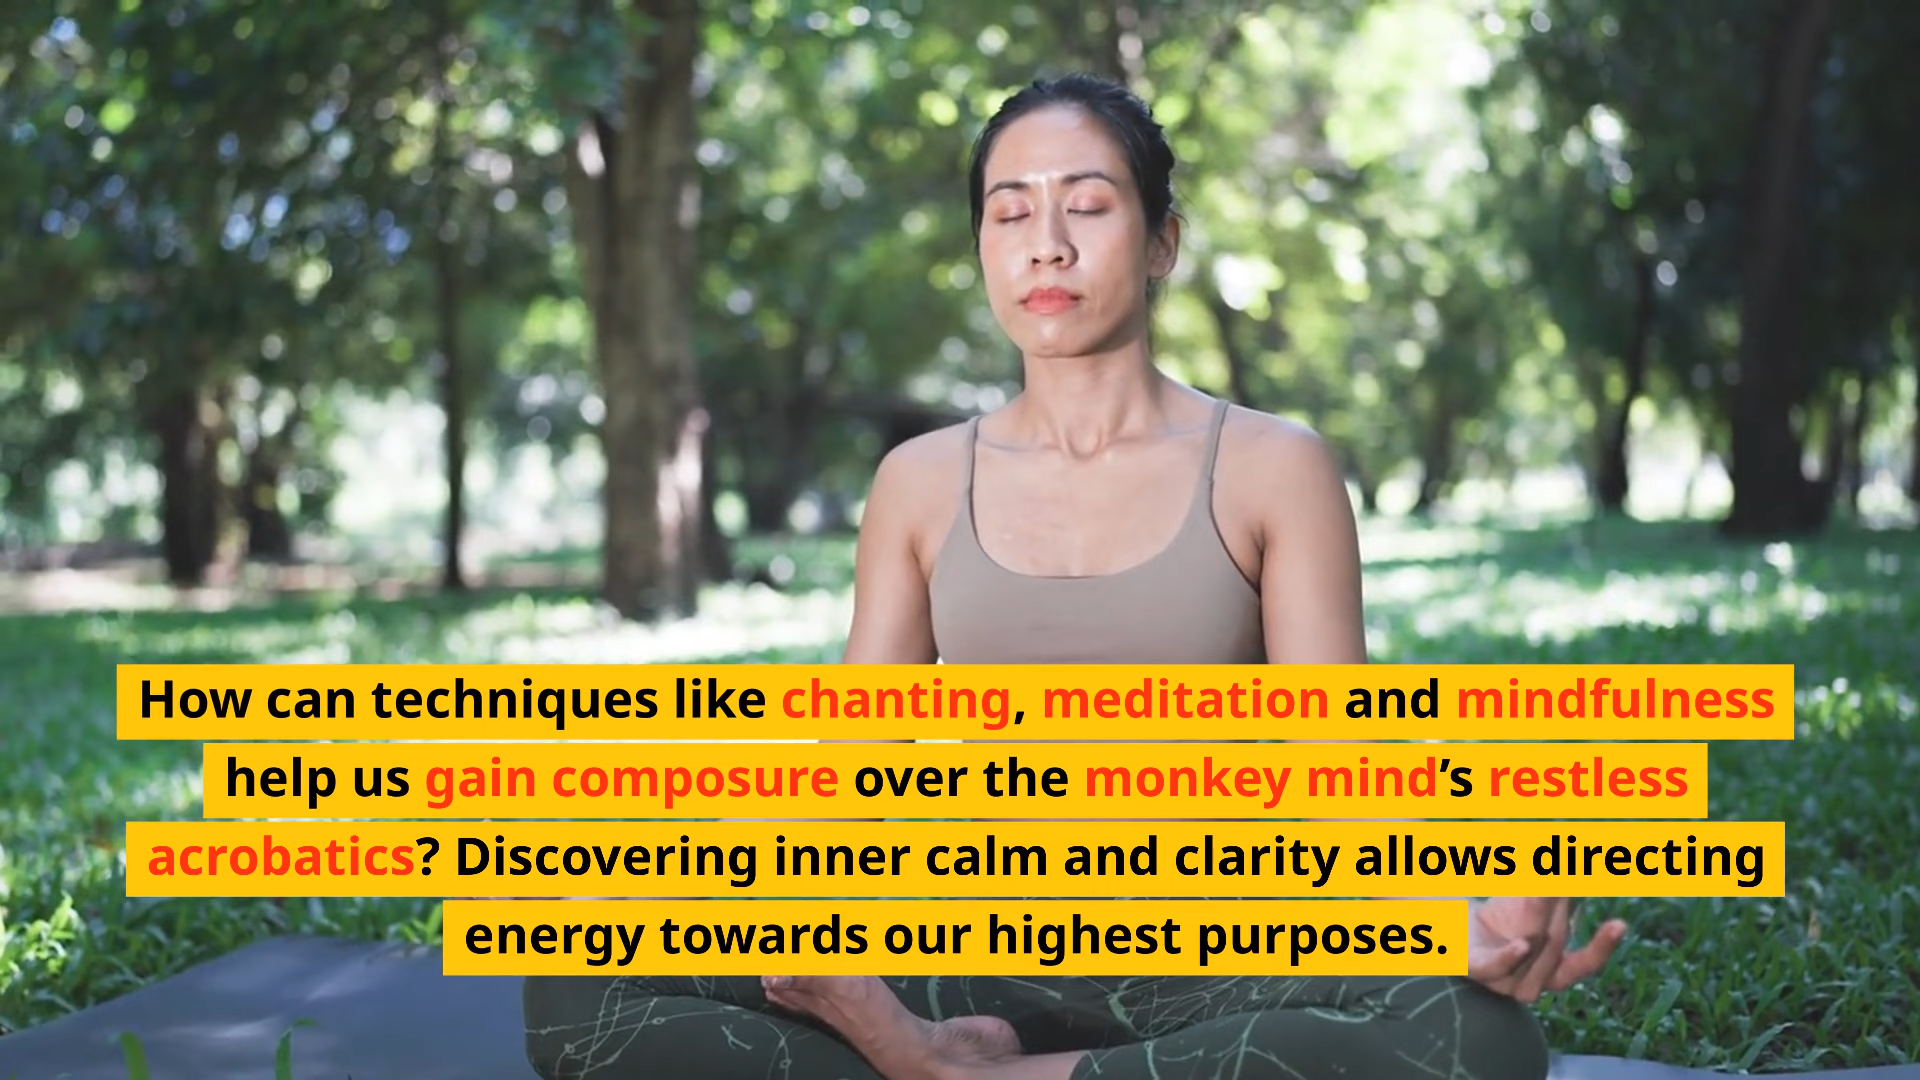 How can techniques like chanting, meditation and mindfulness
help us gain composure over the monkey mind’s restless
acrobatics? Discovering inner calm and clarity allows directing
energy towards our highest purposes.